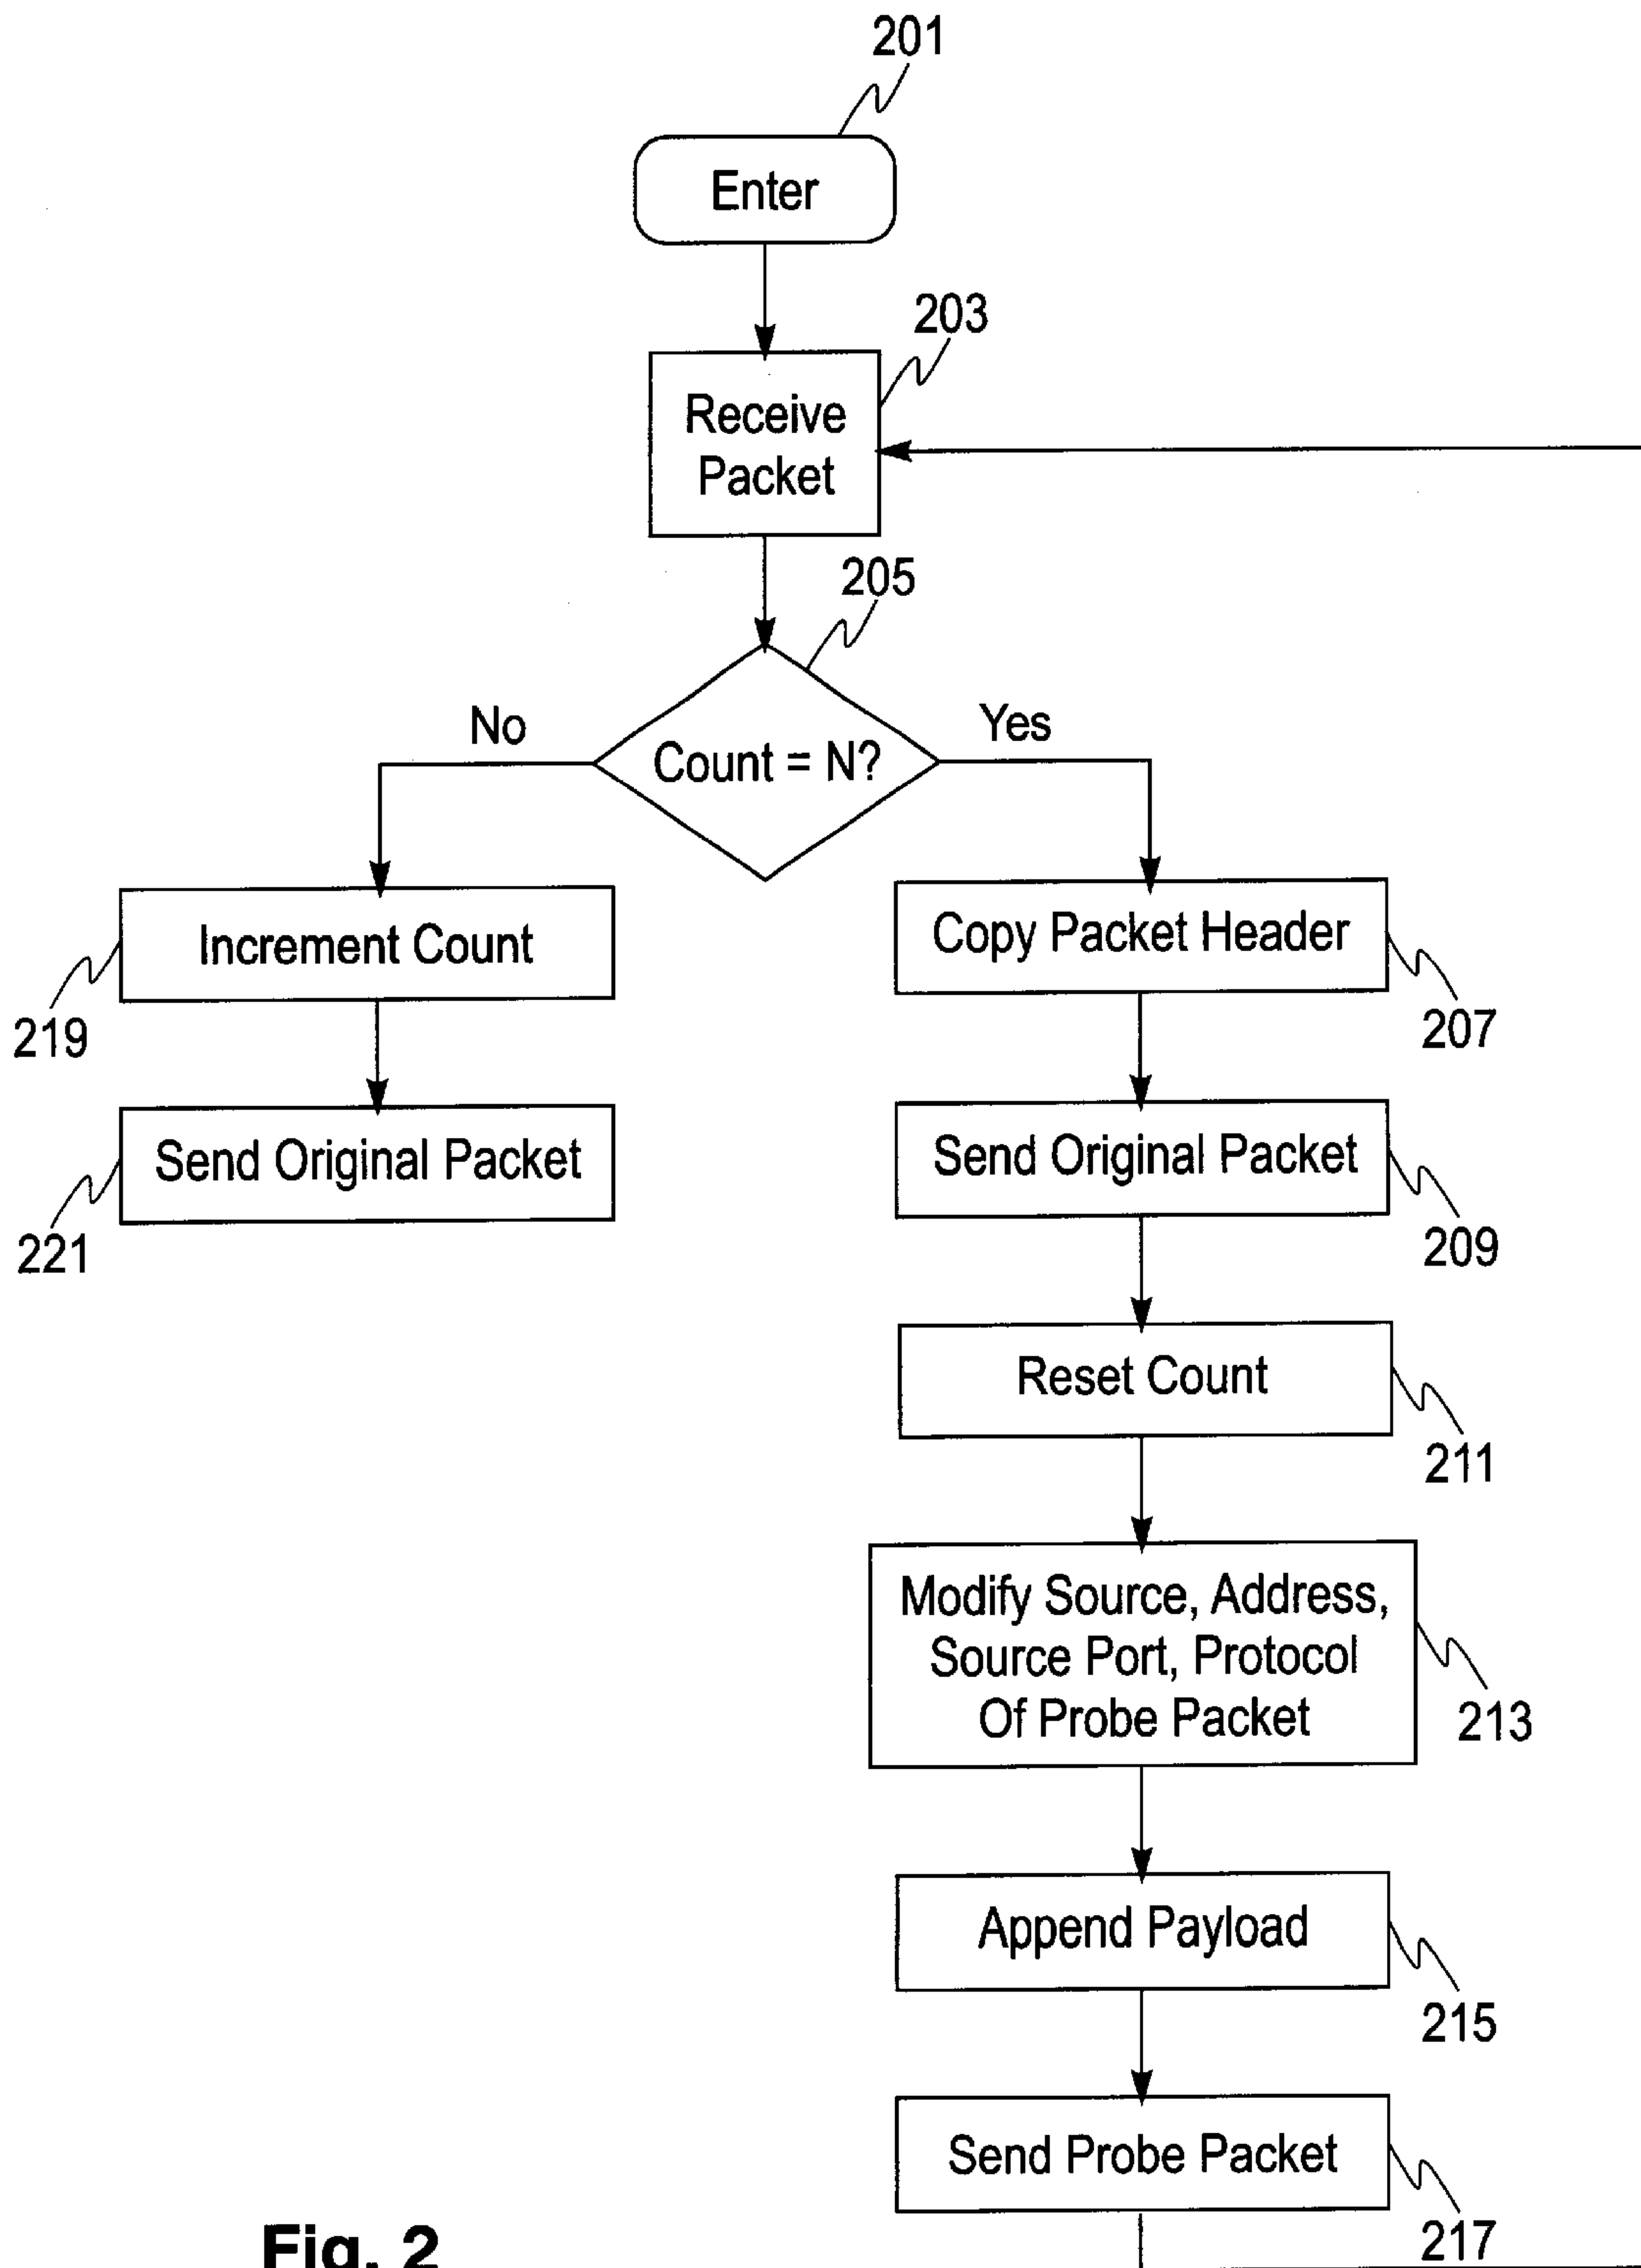 201
Enter
203
Receive
Packet
205
No
Count = N?
Yes
Increment Count
219
Copy Packet Header
207
Send Original Packet
221
Send Original Packet
209
Reset Count
211
Modify Source, Address,
Source Port, Protocol
Of Probe Packet
213
Append Payload
215
Send Probe Packet
217
Fig. 2